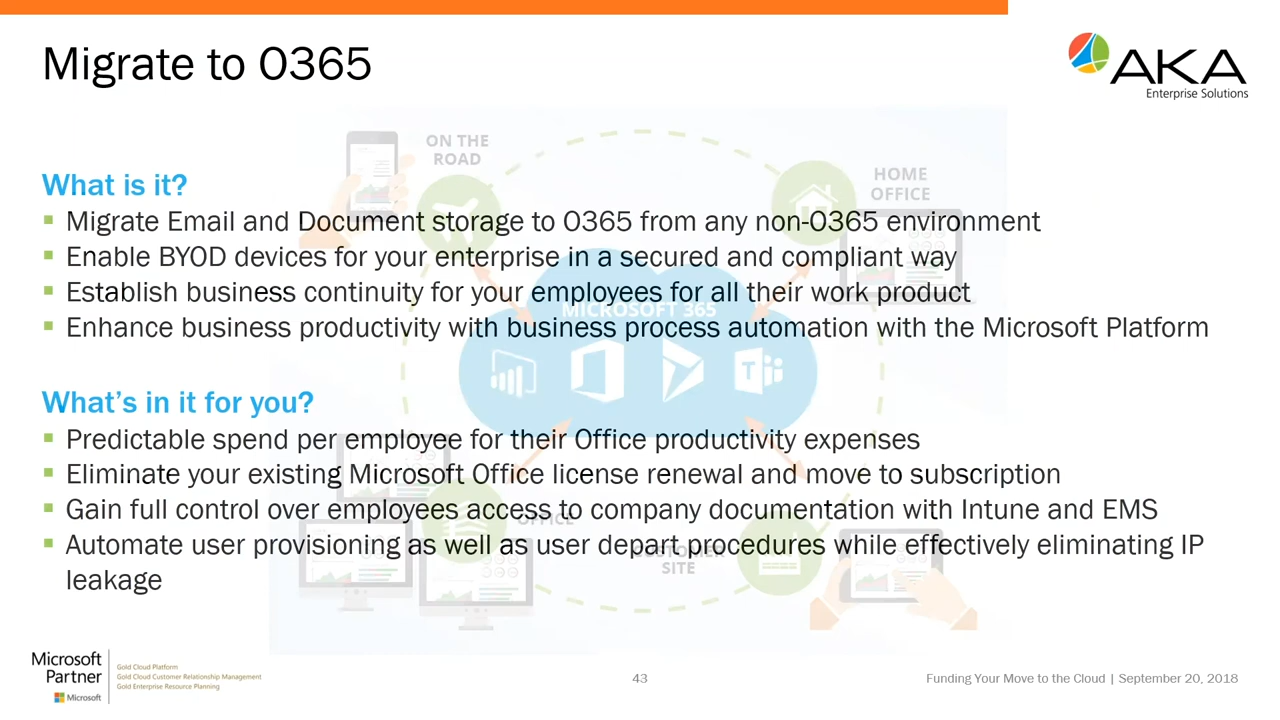 Migrate to O365
AKA
Enterprise Solutions
ON THE
ROAD
HOME
OFFICE
What is it?
Migrate Email and Document storage to O365 from any non-O365 environment
Enable BYOD devices for your enterprise in a secured and compliant way
Establish business continuity for your employees for all their work product
MICROSOFT 365
Enhance business productivity with business process automation with the Microsoft Platform
What's in it for you?
Predictable spend per employee for their Office productivity expenses
Eliminate your existing Microsoft Office license renewal and move to subscription
Gain full control over employees access to company documentation with Intune and EMS
OFFICE
Automate user provisioning as well as user depart procedures while effectively eliminating IP
leakage
CUSTOMER
SITE
Microsoft
Partner
Microsoft
Gold Cloud Platform
Gold Cloud Customer Relationship Management
Gold Enterprise Resource Planning
43
Funding Your Move to the Cloud | September 20, 2018